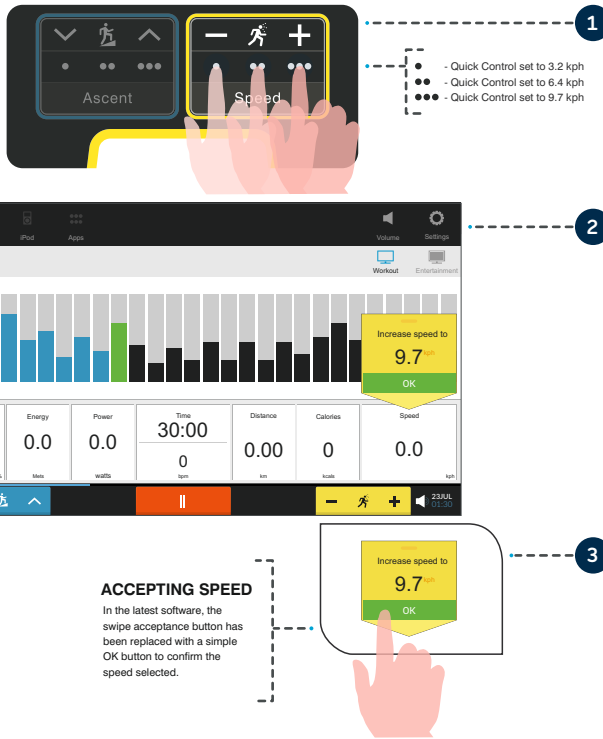 1
Ascent
Speed
- Quick Control set to 3.2 kph
- Quick Control set to 6.4 kph
- Quick Control set to 9.7 kph
2
iPod
Apps
Volume
Settings
Workout
Entertainment
Increase speed to
9.7 kph
OK
Energy
0.0
Mets
Power
0.0
watts
Time
30:00
0
bpm
Distance
0.00
km
Calories
0
kcals
Speed
0.0
kph
23JUL
01:30
3
Increase speed to
9.7 kph
OK
ACCEPTING SPEED
In the latest software, the
swipe acceptance button has
been replaced with a simple
OK button to confirm the
speed selected.